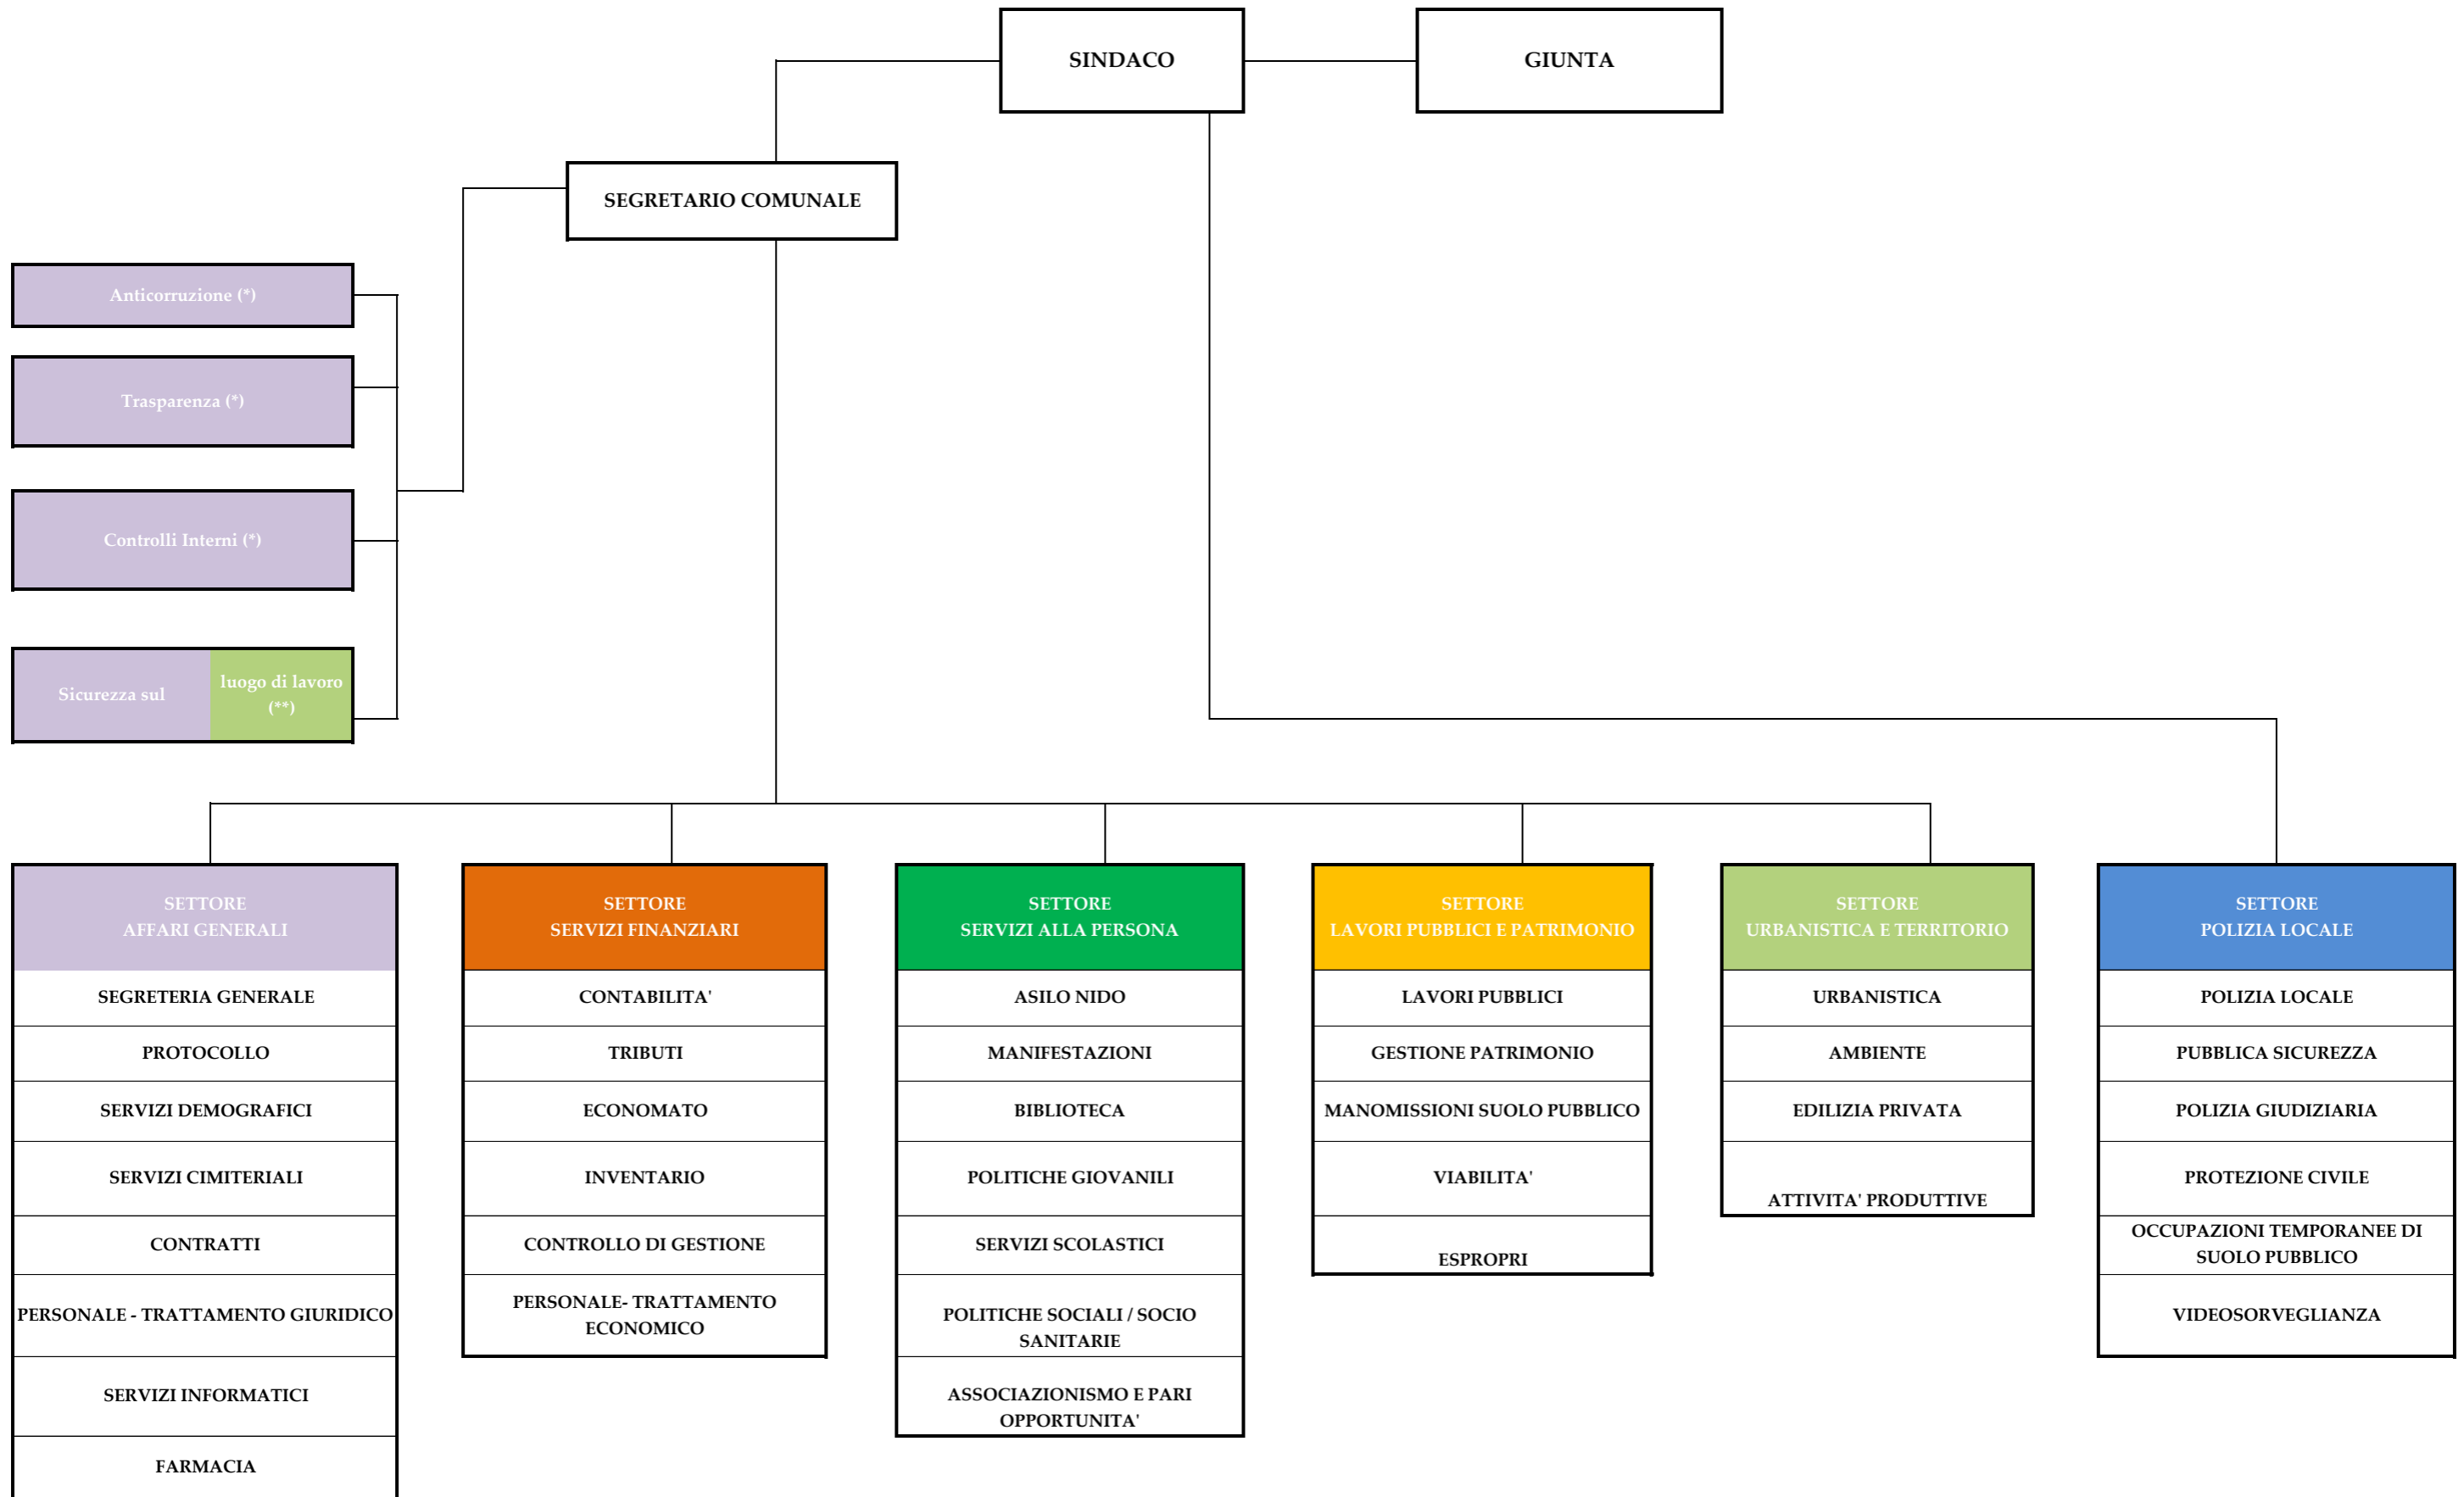 SINDACO
GIUNTA
SEGRETARIO COMUNALE
Anticorruzione (*)
Trasparenza (*)
Controlli Interni (*)
Sicurezza sul
luogo di lavoro
(**)
SETTORE
AFFARI GENERALI
SEGRETERIA GENERALE
PROTOCOLLO
SERVIZI DEMOGRAFICI
SERVIZI CIMITERIALI
CONTRATTI
PERSONALE - TRATTAMENTO GIURIDICO
SERVIZI INFORMATICI
FARMACIA
SETTORE
SERVIZI FINANZIARI
CONTABILITA'
TRIBUTI
ECONOMATO
INVENTARIO
CONTROLLO DI GESTIONE
PERSONALE- TRATTAMENTO
ECONOMICO
SETTORE
SERVIZI ALLA PERSONA
ASILO NIDO
MANIFESTAZIONI
BIBLIOTECA
POLITICHE GIOVANILI
SERVIZI SCOLASTICI
POLITICHE SOCIALI / SOCIO
SANITARIE
ASSOCIAZIONISMO E PARI
OPPORTUNITA'
SETTORE
LAVORI PUBBLICI E PATRIMONIO
LAVORI PUBBLICI
GESTIONE PATRIMONIO
MANOMISSIONI SUOLO PUBBLICO
VIABILITA'
ESPROPRI
SETTORE
URBANISTICA E TERRITORIO
URBANISTICA
AMBIENTE
EDILIZIA PRIVATA
ATTIVITA' PRODUTTIVE
SETTORE
POLIZIA LOCALE
POLIZIA LOCALE
PUBBLICA SICUREZZA
POLIZIA GIUDIZIARIA
PROTEZIONE CIVILE
OCCUPAZIONI TEMPORANEE DI
SUOLO PUBBLICO
VIDEOSORVEGLIANZA